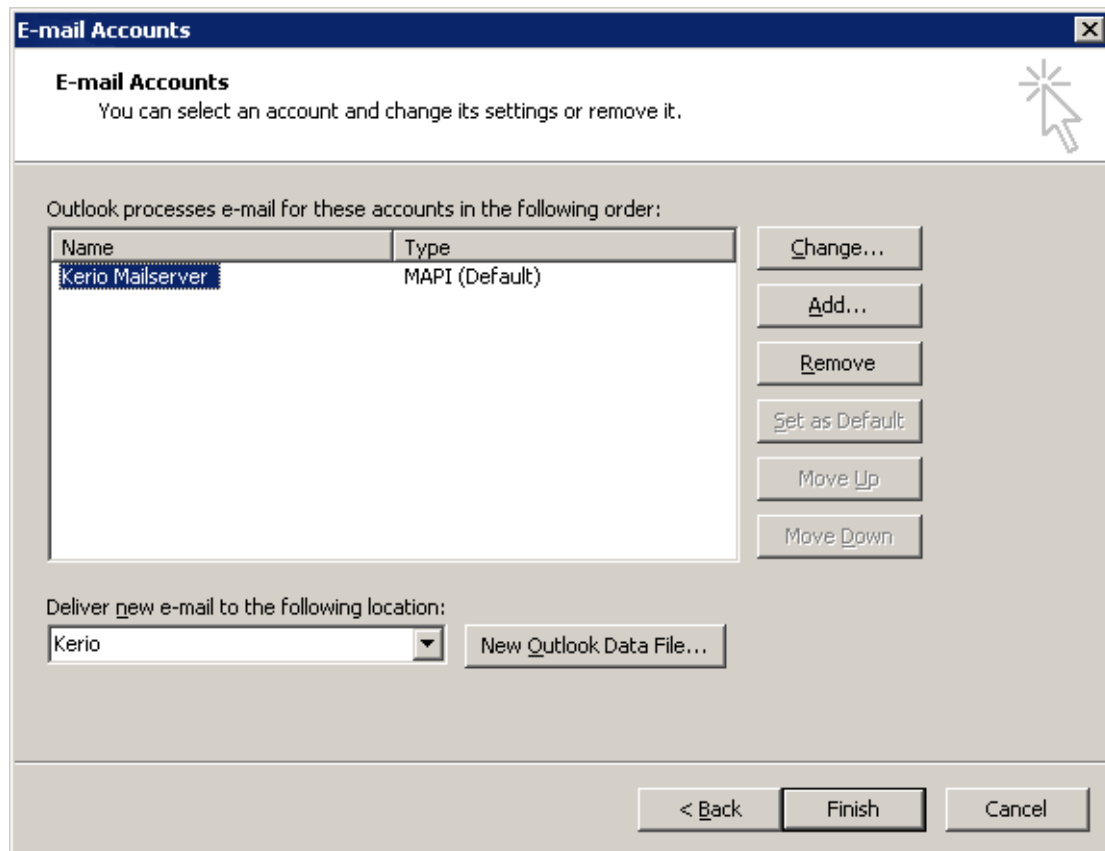 E-mail Accounts
E-mail Accounts
You can select an account and change its settings or remove it.
Outlook processes e-mail for these accounts in the following order:
Name Type
Kerio Mailserver MAPI (Default)
Change...
Add...
Remove
Set as Default
Move Up
Move Down
Deliver new e-mail to the following location:
Kerio New Outlook Data File...
< Back Finish Cancel